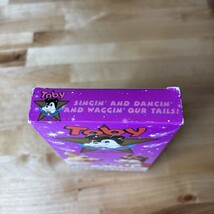 Toby
SINGIN' AND DANCIN'
AND WAGGIN' OUR TAILS!
Toby